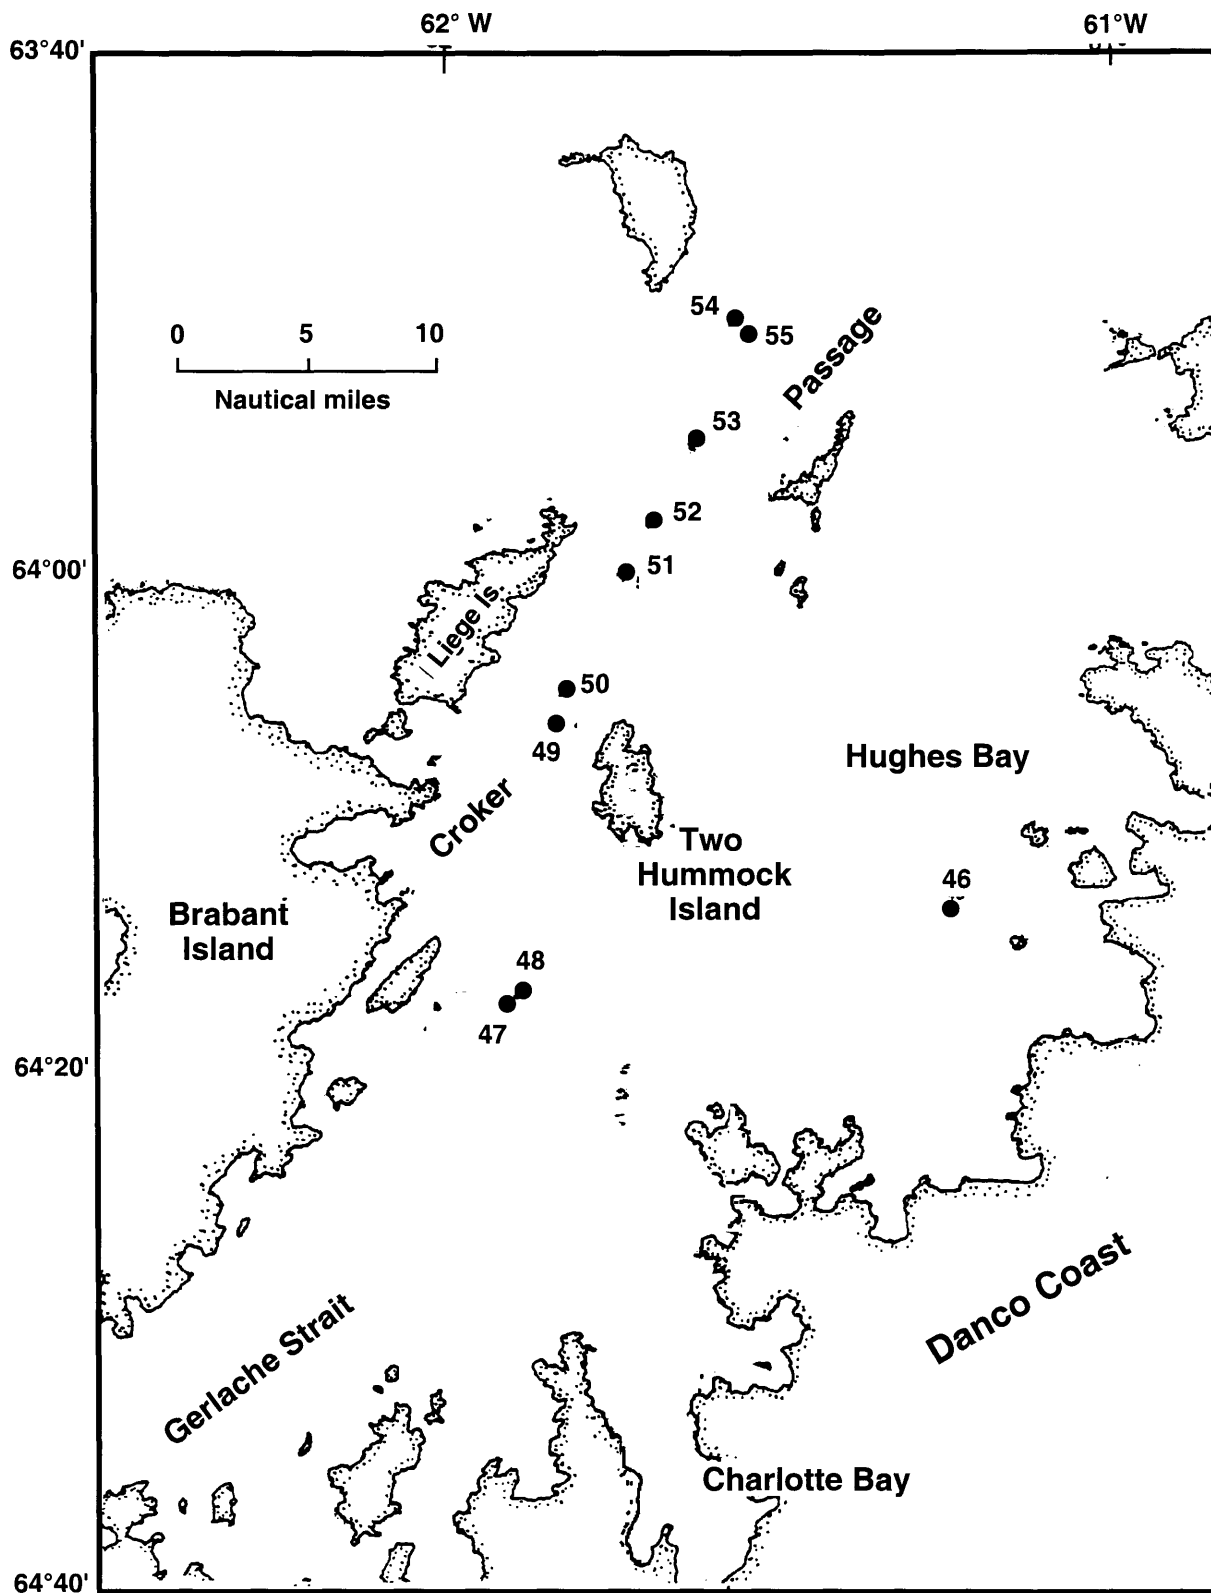 62° W
61°W
63°40'
54
55
Passage
0 5 10
Nautical miles
53
52
51
64°00'
Liege Is.
50
49
Hughes Bay
Croker
Two
Hummock
Island
46
Brabant
Island
48
47
64°20'
Danco Coast
Gerlache Strait
Charlotte Bay
64°40'